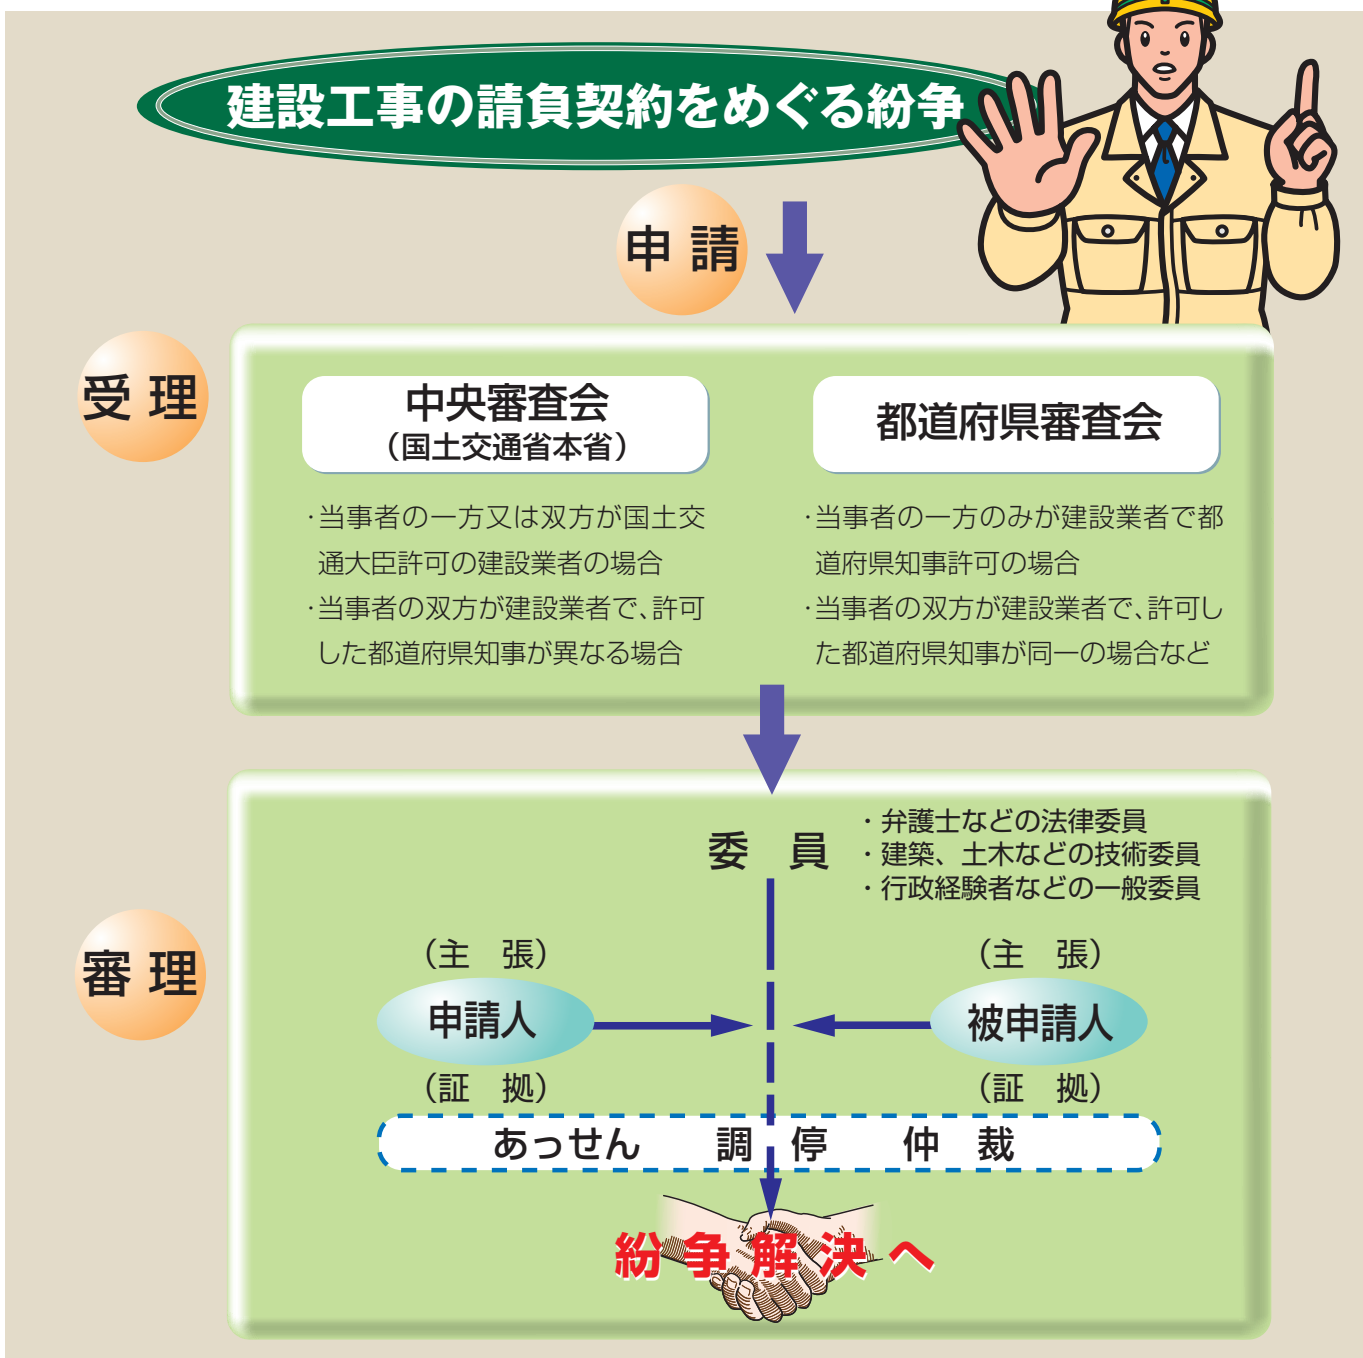 建設工事の請負契約をめぐる紛争
申 請
受 理
中央審査会
（国土交通省本省）
・当事者の一方又は双方が国土交
通大臣許可の建設業者の場合
・当事者の双方が建設業者で、許可
した都道府県知事が異なる場合
都道府県審査会
・当事者の一方のみが建設業者で都
道府県知事許可の場合
・当事者の双方が建設業者で、許可し
た都道府県知事が同一の場合など
審 理
委　員
・弁護士などの法律委員
・建築、土木などの技術委員
・行政経験者などの一般委員
（主　張）
申請人
（証　拠）
（主　張）
被申請人
（証　拠）
あっせん　調 停　仲 裁
紛 争 解 決 へ